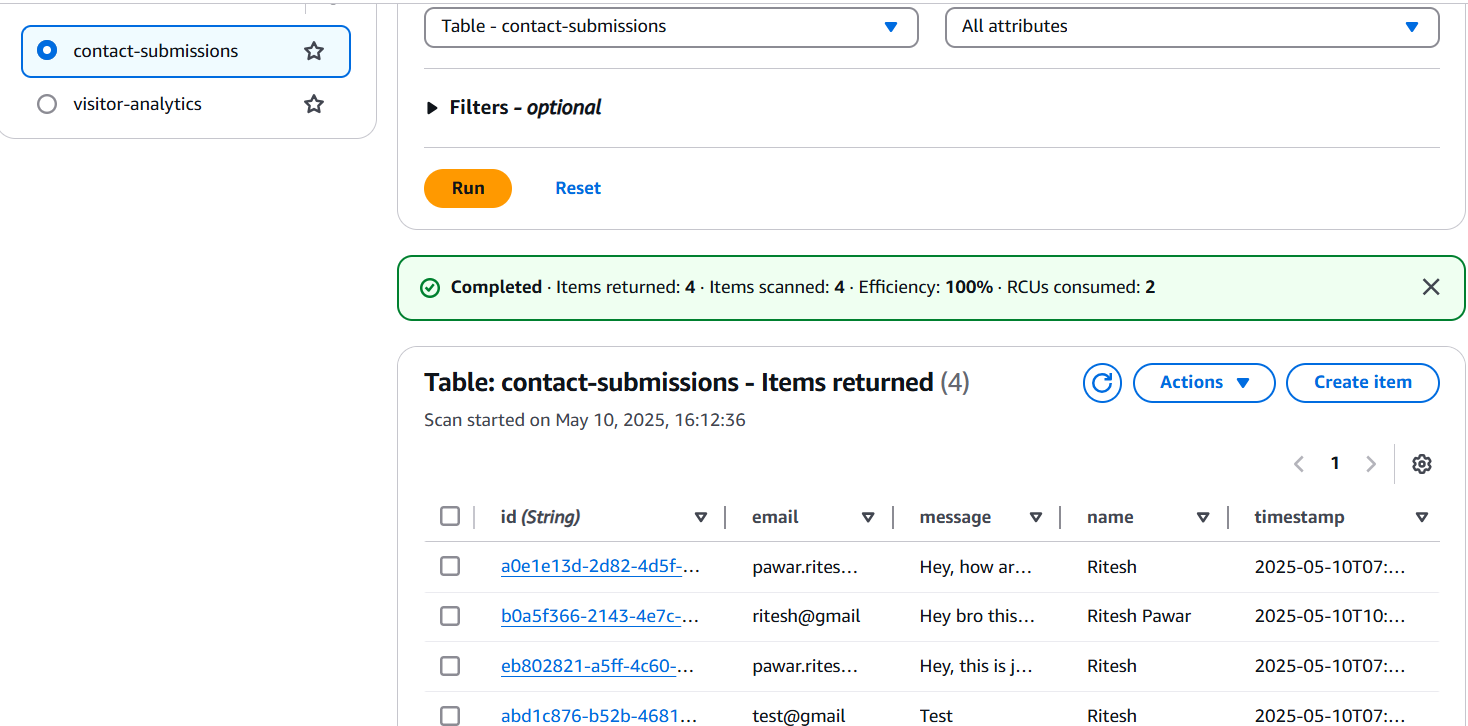 Table - contact-submissions
All attributes
contact-submissions
visitor-analytics
Filters - optional
Run Reset
Completed · Items returned: 4 · Items scanned: 4 · Efficiency: 100% · RCUs consumed: 2
Table: contact-submissions - Items returned (4)
Actions
Create item
Scan started on May 10, 2025, 16:12:36
1
id (String) email message name timestamp
a0e1e13d-2d82-4d5f-... pawar.rites... Hey, how ar... Ritesh 2025-05-10T07:...
b0a5f366-2143-4e7c-... ritesh@gmail Hey bro this... Ritesh Pawar 2025-05-10T10:...
eb802821-a5ff-4c60-... pawar.rites... Hey, this is j... Ritesh 2025-05-10T07:...
abd1c876-b52b-4681... test@gmail Test Ritesh 2025-05-10T07:...